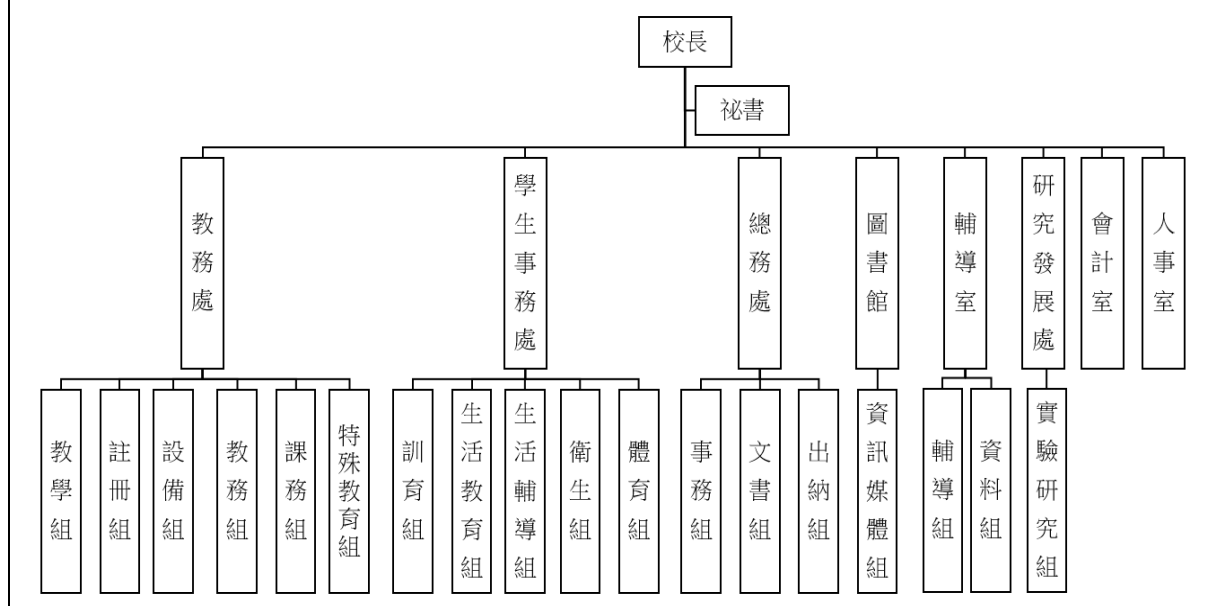 校長
祕書
教務處
學生事務處
總務處
圖書館
輔導室
研究發展處
會計室
人事室
教學組
註冊組
設備組
教務組
課務組
特殊教育組
訓育組
生活教育組
生活輔導組
衛生組
體育組
事務組
文書組
出納組
資訊媒體組
輔導組
資料組
實驗研究組